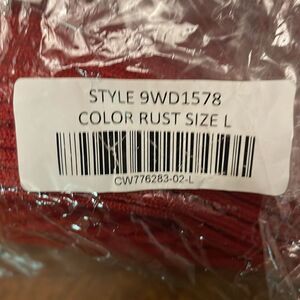 STYLE 9WD1578
COLOR RUST SIZE L
CW776283-02-L